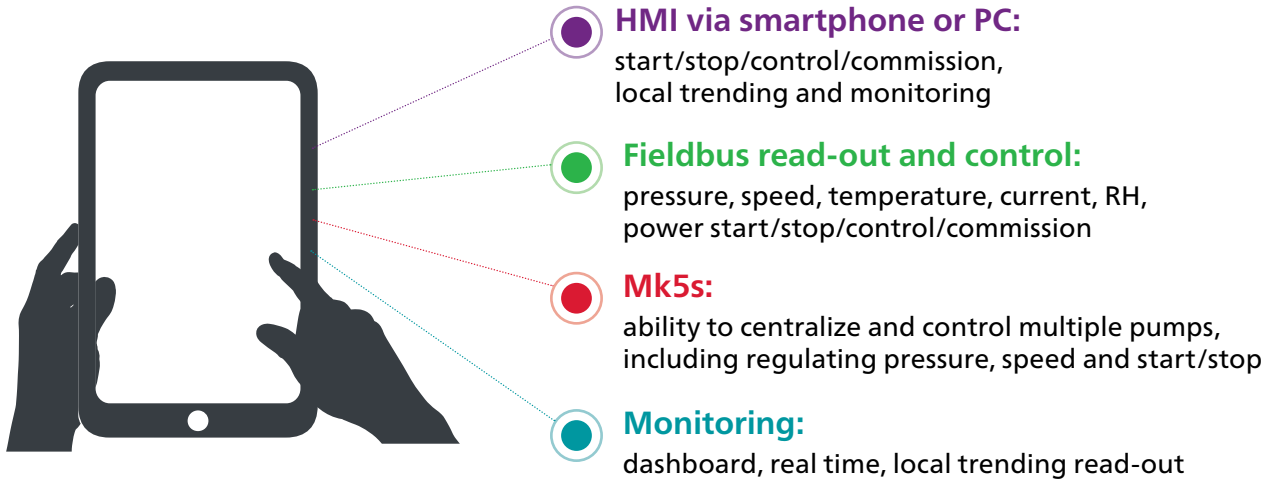 HMI via smartphone or PC:
start/stop/control/commission,
local trending and monitoring
Fieldbus read-out and control:
pressure, speed, temperature, current, RH,
power start/stop/control/commission
Mk5s:
ability to centralize and control multiple pumps,
including regulating pressure, speed and start/stop
Monitoring:
dashboard, real time, local trending read-out